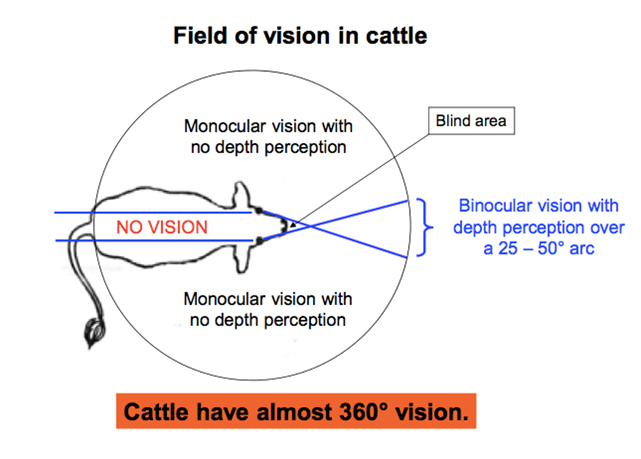 Field of vision in cattle
Monocular vision with
no depth perception
Blind area
NO VISION
Binocular vision with
depth perception over
a 25 – 50° arc
Monocular vision with
no depth perception
Cattle have almost 360° vision.